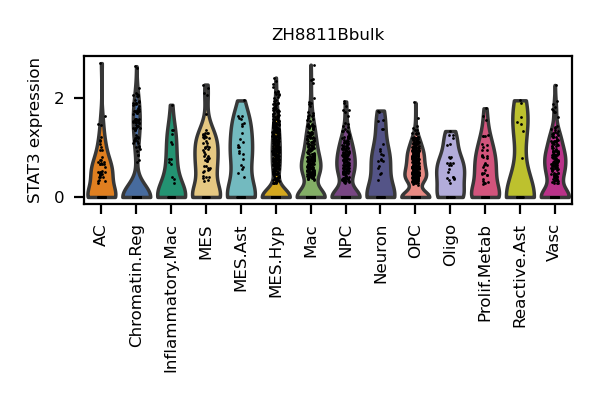 ZH8811Bbulk
STAT3 expression
2
0
AC
Chromatin.Reg
Inflammatory.Mac
MES
MES.Ast
MES.Hyp
Mac
NPC
Neuron
OPC
Oligo
Prolif.Metab
Reactive.Ast
Vasc